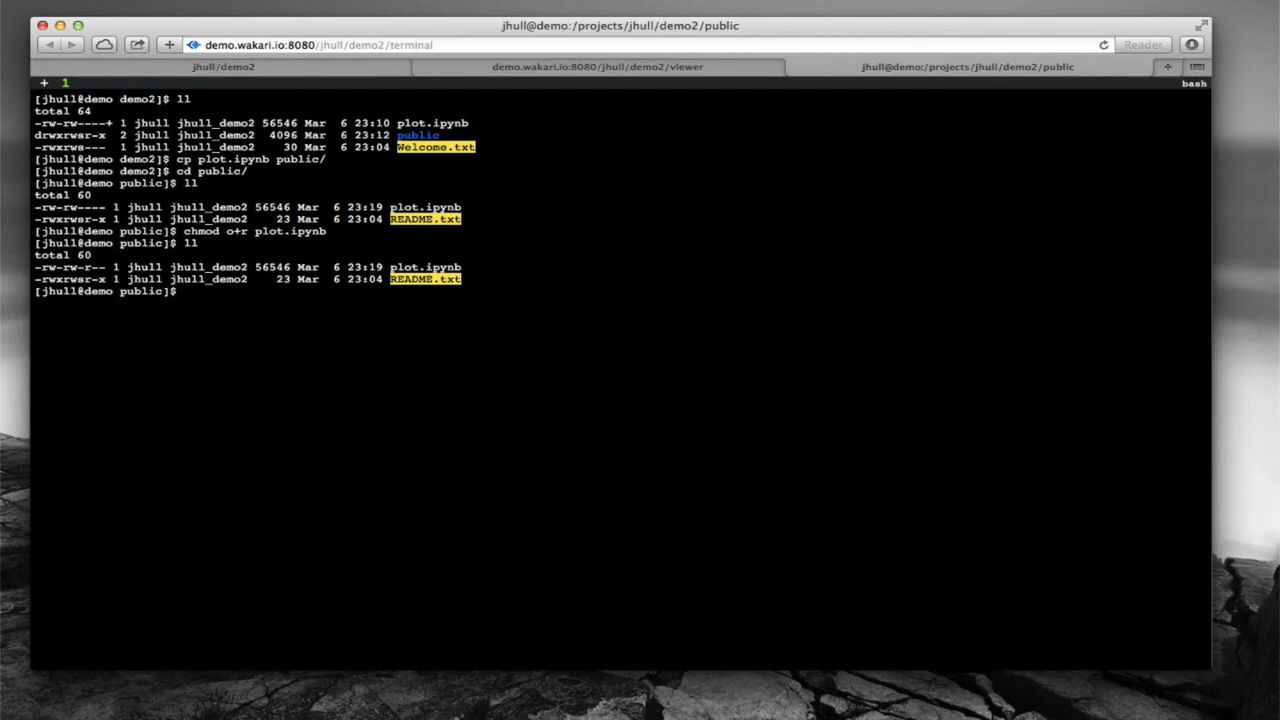 jhull@demo:/projects/jhull/demo2/public
demo.wakari.io:8080/jhull/demo2/terminal
Reader
jhull/demo2
demo.wakari.io:8080/jhull/demo2/viewer
jhull@demo:/projects/jhull/demo2/public
+ 1
bash
[jhull@demo demo2]$ ll
total 64
-rw-rw----+ 1 jhull jhull_demo2 56546 Mar  6 23:10 plot.ipynb
drwxrwsr-x  2 jhull jhull_demo2  4096 Mar  6 23:12 public
-rwxrws---  1 jhull jhull_demo2    30 Mar  6 23:04 Welcome.txt
[jhull@demo demo2]$ cp plot.ipynb public/
[jhull@demo demo2]$ cd public/
[jhull@demo public]$ ll
total 60
-rw-rw---- 1 jhull jhull_demo2 56546 Mar  6 23:19 plot.ipynb
-rwxrwsr-x 1 jhull jhull_demo2    23 Mar  6 23:04 README.txt
[jhull@demo public]$ chmod o+r plot.ipynb
[jhull@demo public]$ ll
total 60
-rw-rw-r-- 1 jhull jhull_demo2 56546 Mar  6 23:19 plot.ipynb
-rwxrwsr-x 1 jhull jhull_demo2    23 Mar  6 23:04 README.txt
[jhull@demo public]$